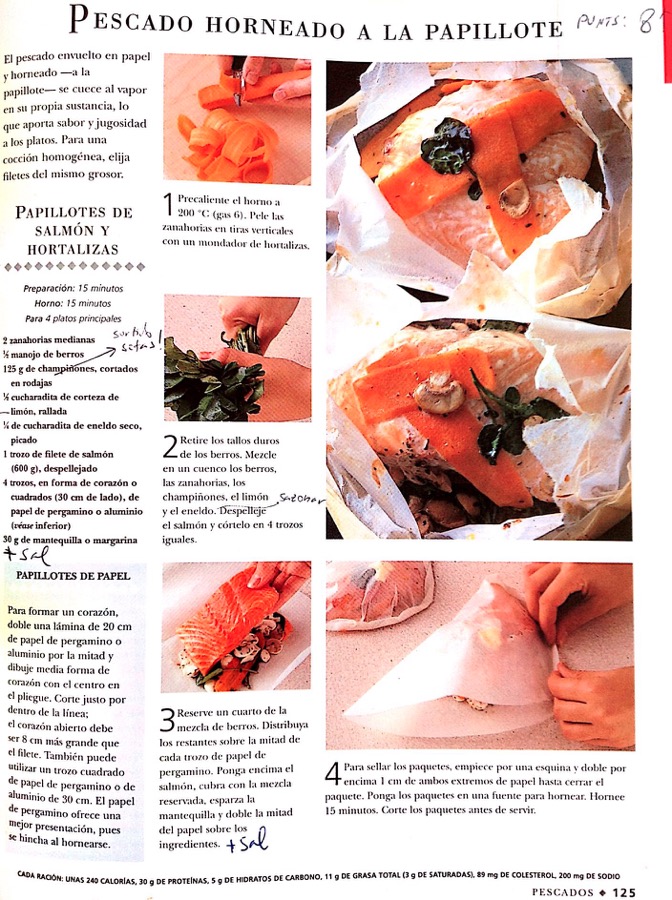 PESCADO HORNEADO A LA PAPILLOTE
PUNTS: 8
El pescado envuelto en papel
y horneado —a la
papillote— se cuece al vapor
en su propia sustancia, lo
que aporta sabor y jugosidad
a los platos. Para una
cocción homogénea, elija
filetes del mismo grosor.
PAPILLOTES DE
SALMÓN Y
HORTALIZAS
Preparación: 15 minutos
Horno: 15 minutos
Para 4 platos principales
2 zanahorias medianas
½ manojo de berros
surtido
setas!
125 g de champiñones, cortados
en rodajas
½ cucharadita de corteza de
limón, rallada
¼ de cucharadita de eneldo seco,
picado
1 trozo de filete de salmón
(600 g), despellejado
4 trozos, en forma de corazón o
cuadrados (30 cm de lado), de
papel de pergamino o aluminio
(véase inferior)
30 g de mantequilla o margarina
+ sal
PAPILLOTES DE PAPEL
Para formar un corazón,
doble una lámina de 20 cm
de papel de pergamino o
aluminio por la mitad y
dibuje media forma de
corazón con el centro en
el pliegue. Corte justo por
dentro de la línea;
el corazón abierto debe
ser 8 cm más grande que
el filete. También puede
utilizar un trozo cuadrado
de papel de pergamino o de
aluminio de 30 cm. El papel
de pergamino ofrece una
mejor presentación, pues
se hincha al hornearse.
1 Precaliente el horno a
200 °C (gas 6). Pele las
zanahorias en tiras verticales
con un mondador de hortalizas.
2 Retire los tallos duros
de los berros. Mezcle
en un cuenco los berros,
las zanahorias, los
champiñones, el limón
y el eneldo. Despelleje
sazonar
el salmón y córtelo en 4 trozos
iguales.
3 Reserve un cuarto de la
mezcla de berros. Distribuya
los restantes sobre la mitad de
cada trozo de papel de
pergamino. Ponga encima el
salmón, cubra con la mezcla
reservada, esparza la
mantequilla y doble la mitad
del papel sobre los
ingredientes. + sal
4 Para sellar los paquetes, empiece por una esquina y doble por
encima 1 cm de ambos extremos de papel hasta cerrar el
paquete. Ponga los paquetes en una fuente para hornear. Hornee
15 minutos. Corte los paquetes antes de servir.
CADA RACIÓN: UNAS 240 CALORÍAS, 30 g DE PROTEÍNAS, 5 g DE HIDRATOS DE CARBONO, 11 g DE GRASA TOTAL (3 g DE SATURADAS), 89 mg DE COLESTEROL, 200 mg DE SODIO
PESCADOS ◆ 125